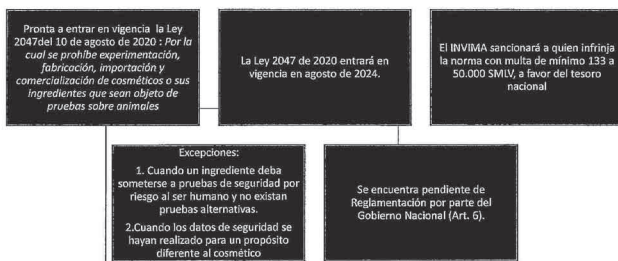 Pronta a entrar en vigencia la Ley
2047del 10 de agosto de 2020 : Por la
cual se prohíbe experimentación,
fabricación, importación y
comercialización de cosméticos o sus
ingredientes que sean objeto de
pruebas sobre animales
La Ley 2047 de 2020 entrará en
vigencia en agosto de 2024.
El INVIMA sancionará a quien infrinja
la norma con multa de mínimo 133 a
50.000 SMLV, a favor del tesoro
nacional
Excepciones:
1. Cuando un ingrediente deba
someterse a pruebas de seguridad por
riesgo al ser humano y no existan
pruebas alternativas.
2.Cuando los datos de seguridad se
hayan realizado para un propósito
diferente al cosmético
Se encuentra pendiente de
Reglamentación por parte del
Gobierno Nacional (Art. 6).